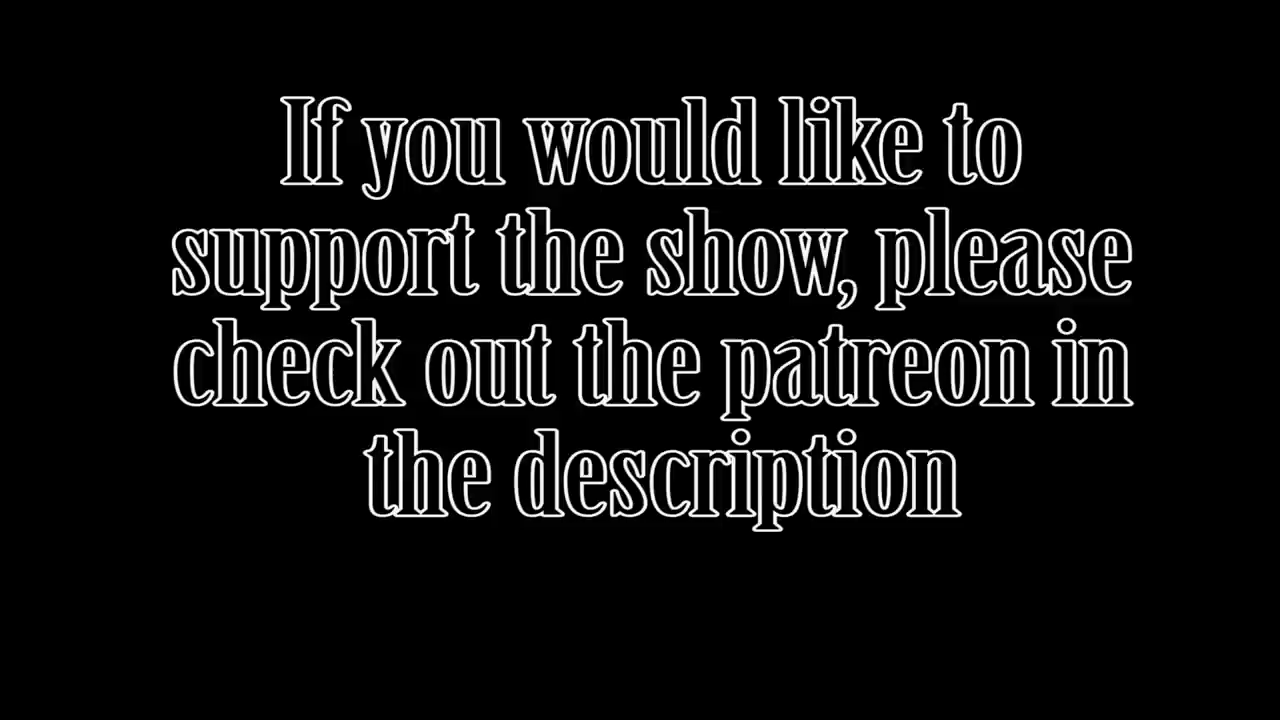 If you would like to
support the show, please
check out the patreon in
the description